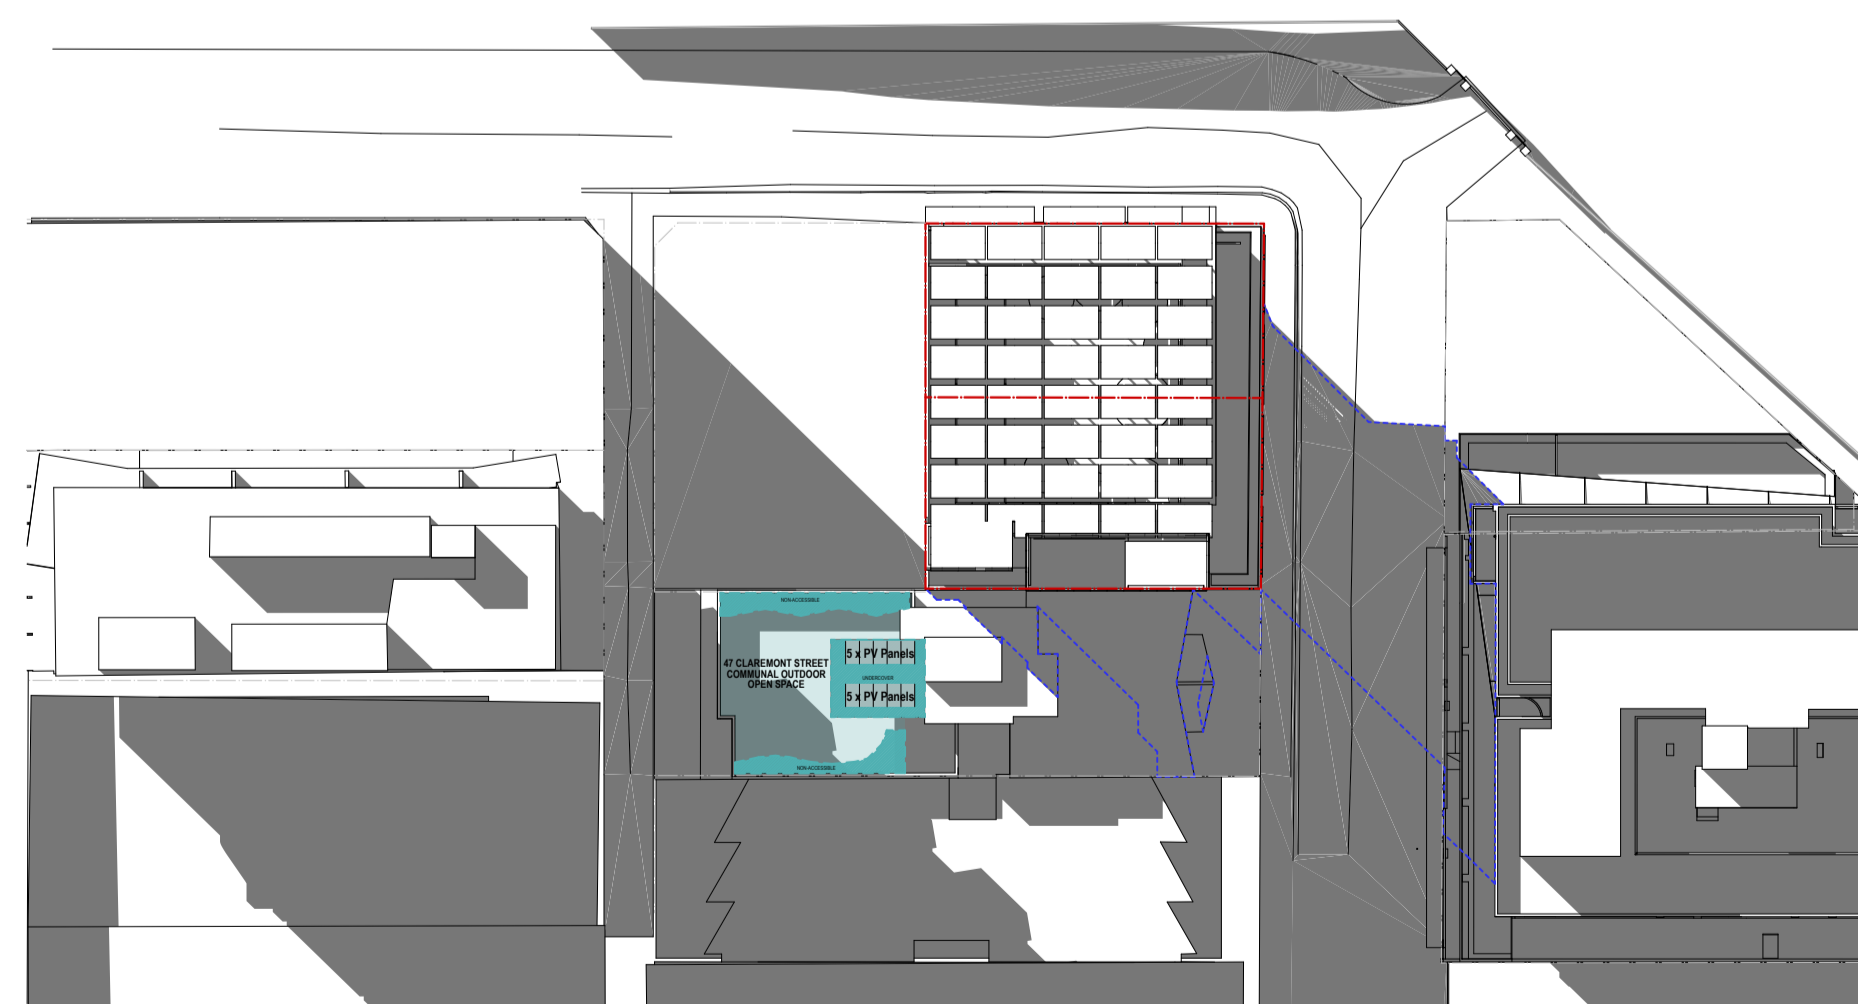 NON-ACCESSIBLE
5 x PV Panels
47 CLAREMONT STREET
COMMUNAL OUTDOOR
OPEN SPACE
UNDERCOVER
5 x PV Panels
NON-ACCESSIBLE